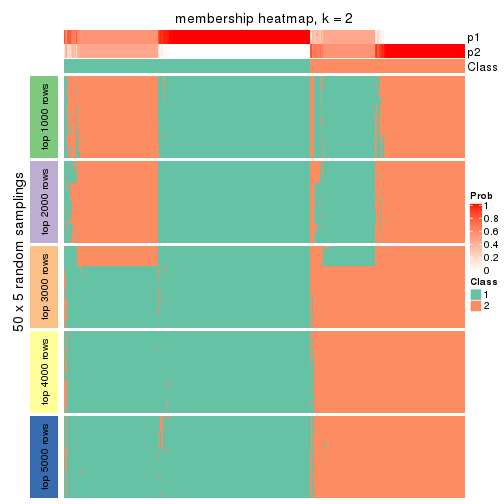 membership heatmap, k = 2
p1
p2
Class
50 x 5 random samplings
top 1000 rows
top 2000 rows
top 3000 rows
top 4000 rows
top 5000 rows
Prob
1
0.8
0.6
0.4
0.2
0
Class
1
2